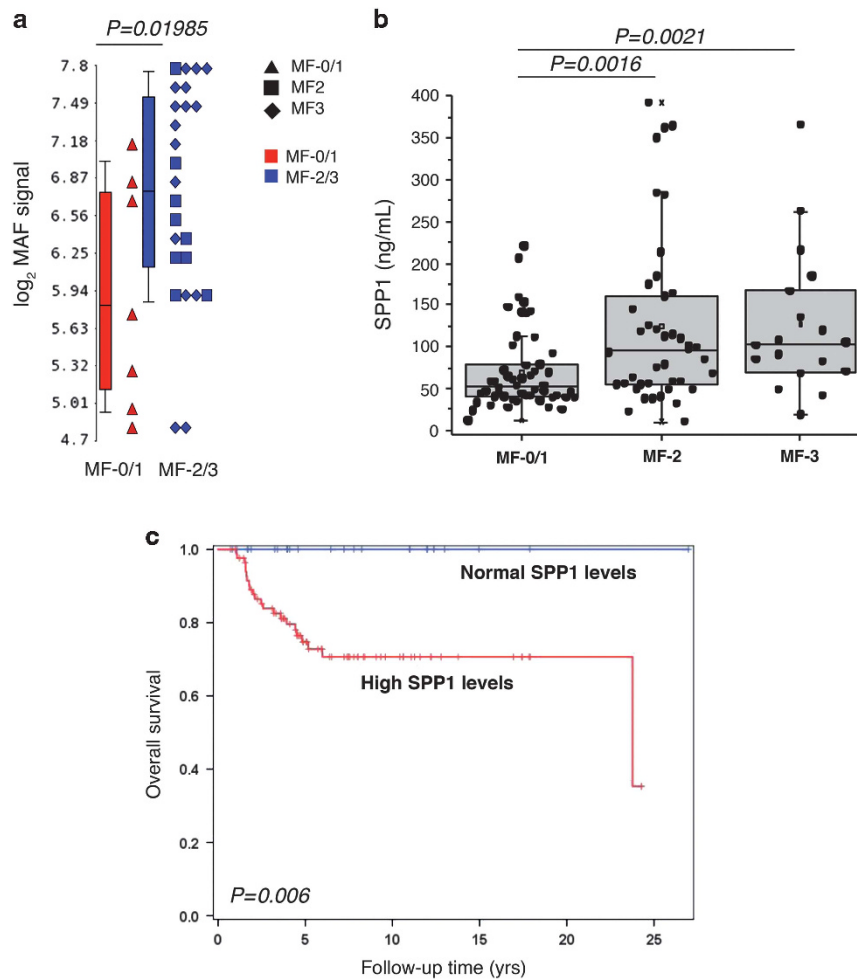 a
P=0.01985
7.8
7.49
7.18
6.87
6.56
6.25
5.94
5.63
5.32
5.01
4.7
log2 MAF signal
MF-0/1
MF-2/3
MF-0/1
MF2
MF3
MF-0/1
MF-2/3
b
P=0.0021
P=0.0016
400
350
300
250
200
150
100
50
0
SPP1 (ng/mL)
MF-0/1
MF-2
MF-3
c
1.0
0.8
0.6
0.4
0.2
0.0
Overall survival
Normal SPP1 levels
High SPP1 levels
P=0.006
0
5
10
15
20
25
Follow-up time (yrs)